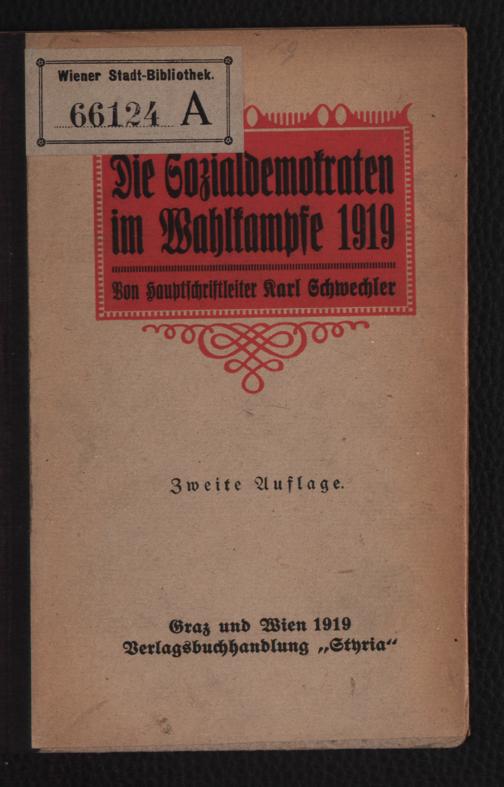 Wiener Stadt-Bibliothek.
66124 A
Die Sozialdemokraten
im Wahlkampfe 1919
Von Hauptschriftleiter Karl Schwechler
Zweite Auflage.
Graz und Wien 1919
Verlagsbuchhandlung „Styria“